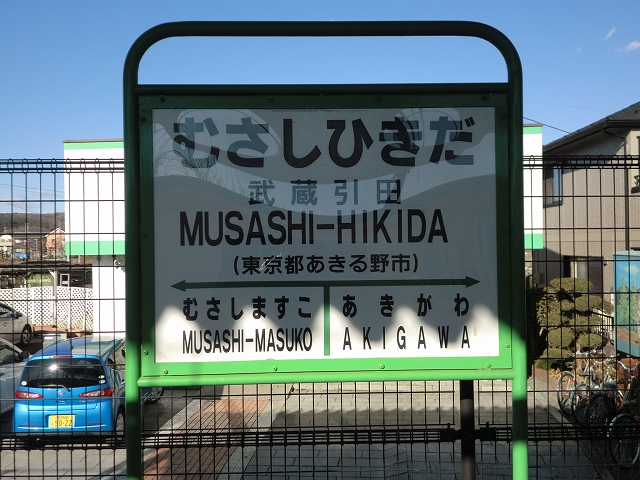 むさしひきだ
武蔵引田
MUSASHI-HIKIDA
(東京都あきる野市)
むさしますこ あきがわ
MUSASHI-MASUKO AKIGAWA